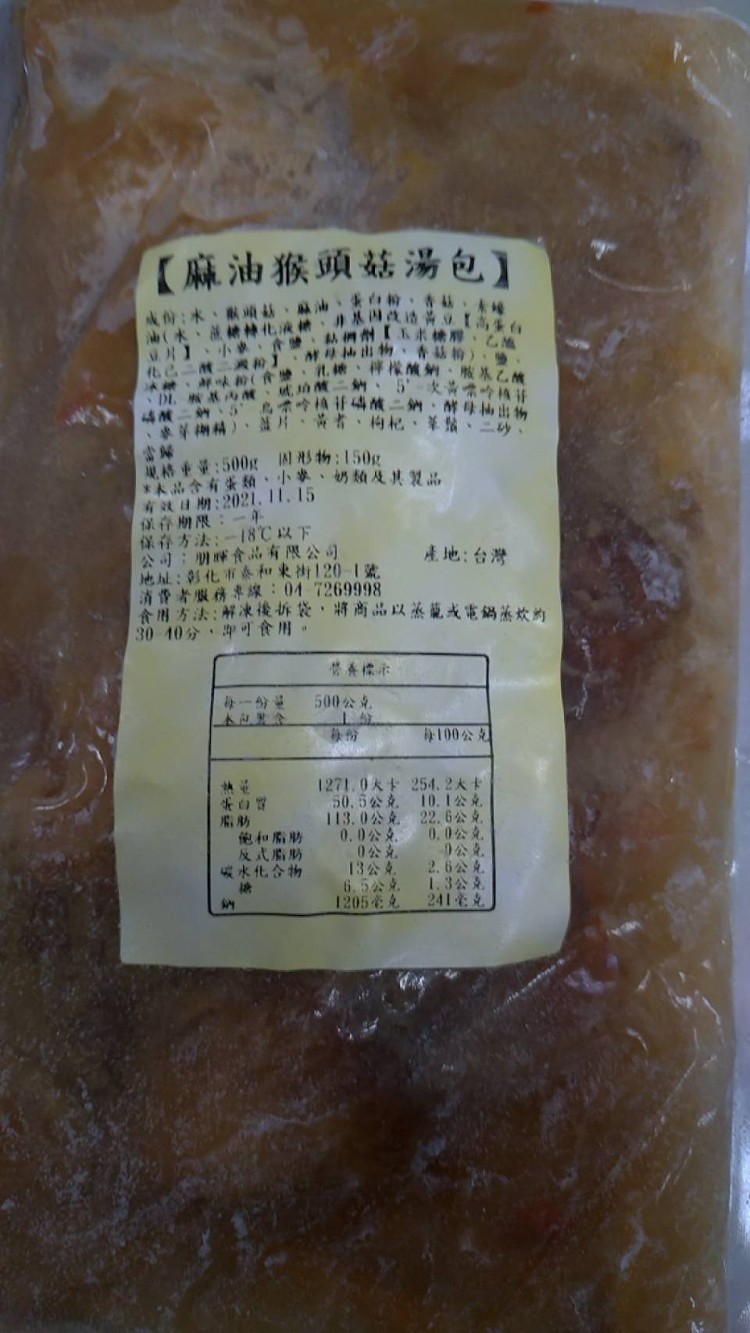 【麻油猴頭菇湯包】
成份:水、猴頭菇、麻油、蛋白粉、香菇、素蠔
油(水、蔗糖轉化液糖、非基因改造黃豆【高蛋白
豆片】、小麥、食鹽、黏稠劑【玉米糖膠、乙醯
化己二酸二澱粉】、酵母抽出物、香菇粉)、鹽、
冰糖、鮮味粉(食鹽、乳糖、檸檬酸鈉、胺基乙酸
、DL-胺基丙酸、琥珀酸二鈉、5'-次黃嘌呤核苷
磷酸二鈉、5'-鳥嘌呤核苷磷酸二鈉、酵母抽出物
、麥芽糊精)、薑片、黃耆、枸杞、蔘鬚、二砂、
當歸
規格重量:500g 固形物:150g
*本品含有蛋類、小麥、奶類及其製品
有效日期:2021.11.15
保存期限:一年
保存方法:-18℃以下
公司:朋暉食品有限公司 產地:台灣
地址:彰化市泰和東街120-1號
消費者服務專線:04-7269998
食用方法:解凍後拆袋，將商品以蒸籠或電鍋蒸炊約
30-40分，即可食用。
營養標示
每一份量 500公克
本包裝含 1份
每份 每100公克
熱量 1271.0大卡 254.2大卡
蛋白質 50.5公克 10.1公克
脂肪 113.0公克 22.6公克
飽和脂肪 0.0公克 0.0公克
反式脂肪 0公克 0公克
碳水化合物 13公克 2.6公克
糖 6.5公克 1.3公克
鈉 1205毫克 241毫克